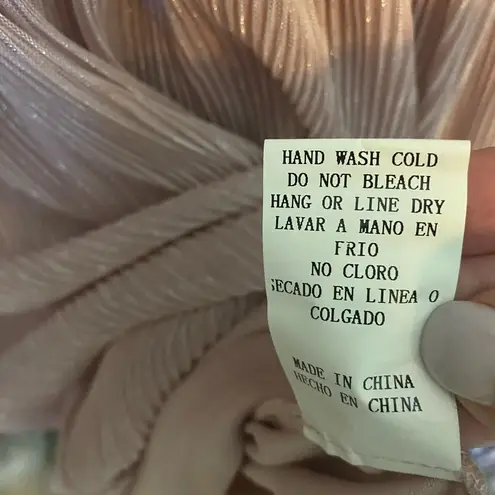 HAND WASH COLD
DO NOT BLEACH
HANG OR LINE DRY
LAVAR A MANO EN
FRIO
NO CLORO
SECADO EN LINEA O
COLGADO
MADE IN CHINA
HECHO EN CHINA